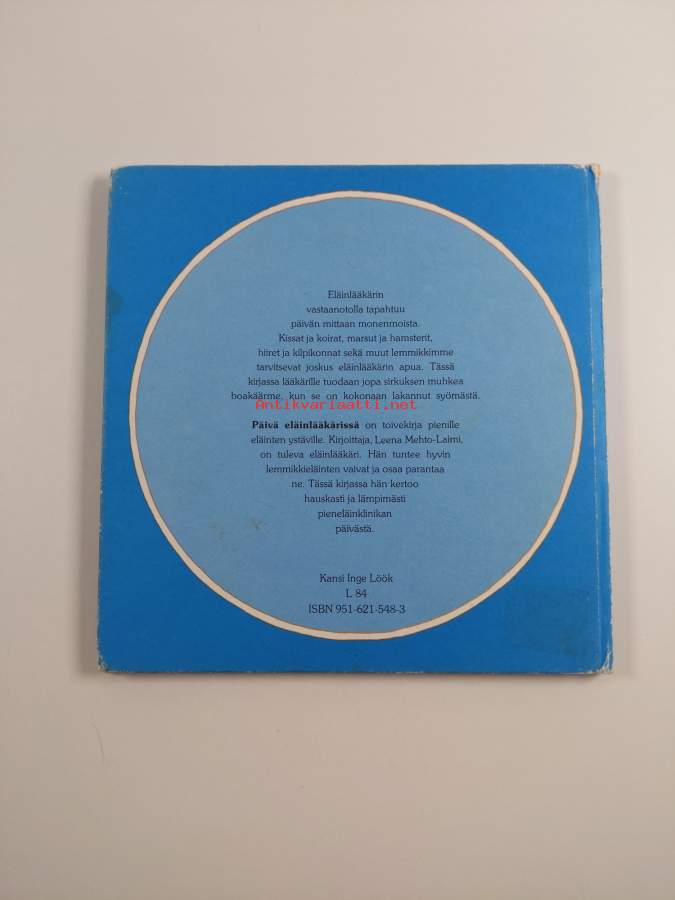 Eläinlääkärin
vastaanotolla tapahtuu
päivän mittaan monenmoista.
Kissat ja koirat, marsut ja hamsterit,
hiiret ja kilpikonnat sekä muut lemmikkimme
tarvitsevat joskus eläinlääkärin apua. Tässä
kirjassa lääkärille tuodaan jopa sirkuksen muhkea
boakäärme, kun se on kokonaan lakannut syömästä.
Antikvariaatti.net
Päivä eläinlääkärissä on toivekirja pienille
eläinten ystäville. Kirjoittaja, Leena Mehto-Laimi,
on tuleva eläinlääkäri. Hän tuntee hyvin
lemmikkieläinten vaivat ja osaa parantaa
ne. Tässä kirjassa hän kertoo
hauskasti ja lämpimästi
pieneläinklinikan
päivästä.
Kansi Inge Löök
L 84
ISBN 951-621-548-3